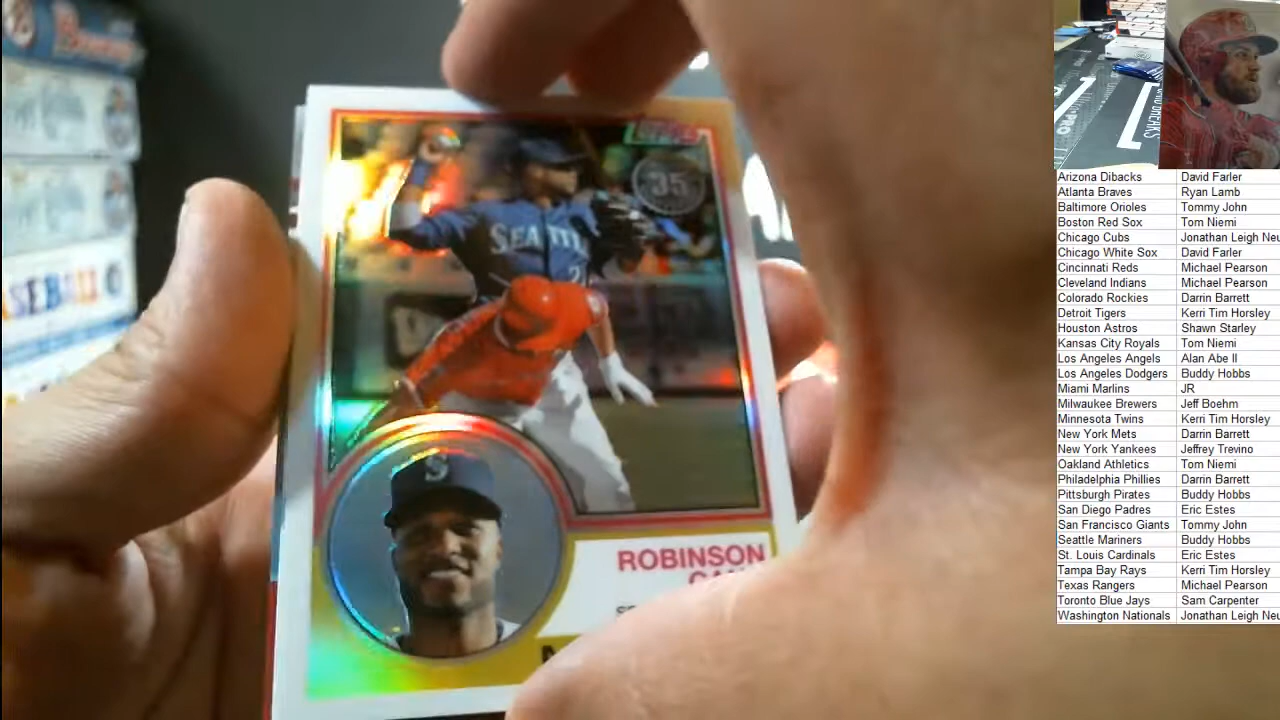 ASEBALL
TOPPS
35
SEATTL
2
S
ROBINSON
PRO
BREAKS
Arizona Dibacks David Farler
Atlanta Braves Ryan Lamb
Baltimore Orioles Tommy John
Boston Red Sox Tom Niemi
Chicago Cubs Jonathan Leigh Neu
Chicago White Sox David Farler
Cincinnati Reds Michael Pearson
Cleveland Indians Michael Pearson
Colorado Rockies Darrin Barrett
Detroit Tigers Kerri Tim Horsley
Houston Astros Shawn Starley
Kansas City Royals Tom Niemi
Los Angeles Angels Alan Abe II
Los Angeles Dodgers Buddy Hobbs
Miami Marlins JR
Milwaukee Brewers Jeff Boehm
Minnesota Twins Kerri Tim Horsley
New York Mets Darrin Barrett
New York Yankees Jeffrey Trevino
Oakland Athletics Tom Niemi
Philadelphia Phillies Darrin Barrett
Pittsburgh Pirates Buddy Hobbs
San Diego Padres Eric Estes
San Francisco Giants Tommy John
Seattle Mariners Buddy Hobbs
St. Louis Cardinals Eric Estes
Tampa Bay Rays Kerri Tim Horsley
Texas Rangers Michael Pearson
Toronto Blue Jays Sam Carpenter
Washington Nationals Jonathan Leigh Neu